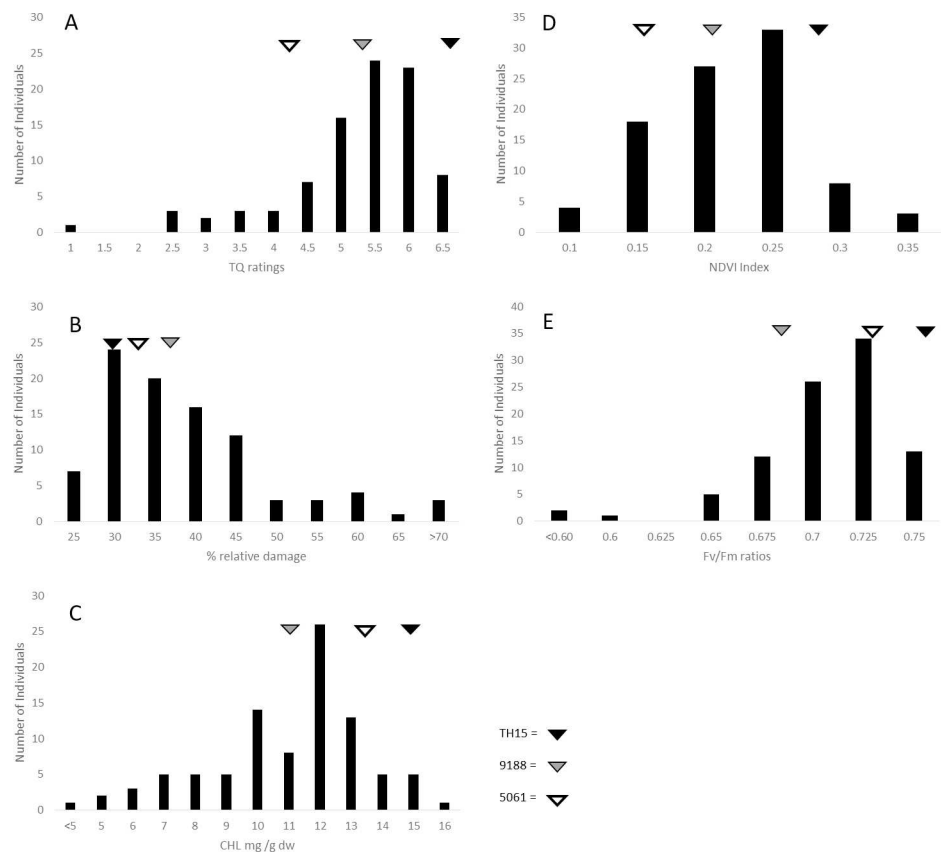 A
Number of Individuals
30
25
20
15
10
5
0
1 1.5 2 2.5 3 3.5 4 4.5 5 5.5 6 6.5
TQ ratings
B
Number of Individuals
30
25
20
15
10
5
0
25 30 35 40 45 50 55 60 65 >70
% relative damage
C
Number of Individuals
30
25
20
15
10
5
0
<5 5 6 7 8 9 10 11 12 13 14 15 16
CHL mg /g dw
D
Number of Individuals
35
30
25
20
15
10
5
0
0.1 0.15 0.2 0.25 0.3 0.35
NDVI Index
E
Number of Individuals
40
35
30
25
20
15
10
5
0
<0.60 0.6 0.625 0.65 0.675 0.7 0.725 0.75
Fv/Fm ratios
TH15 =
9188 =
5061 =